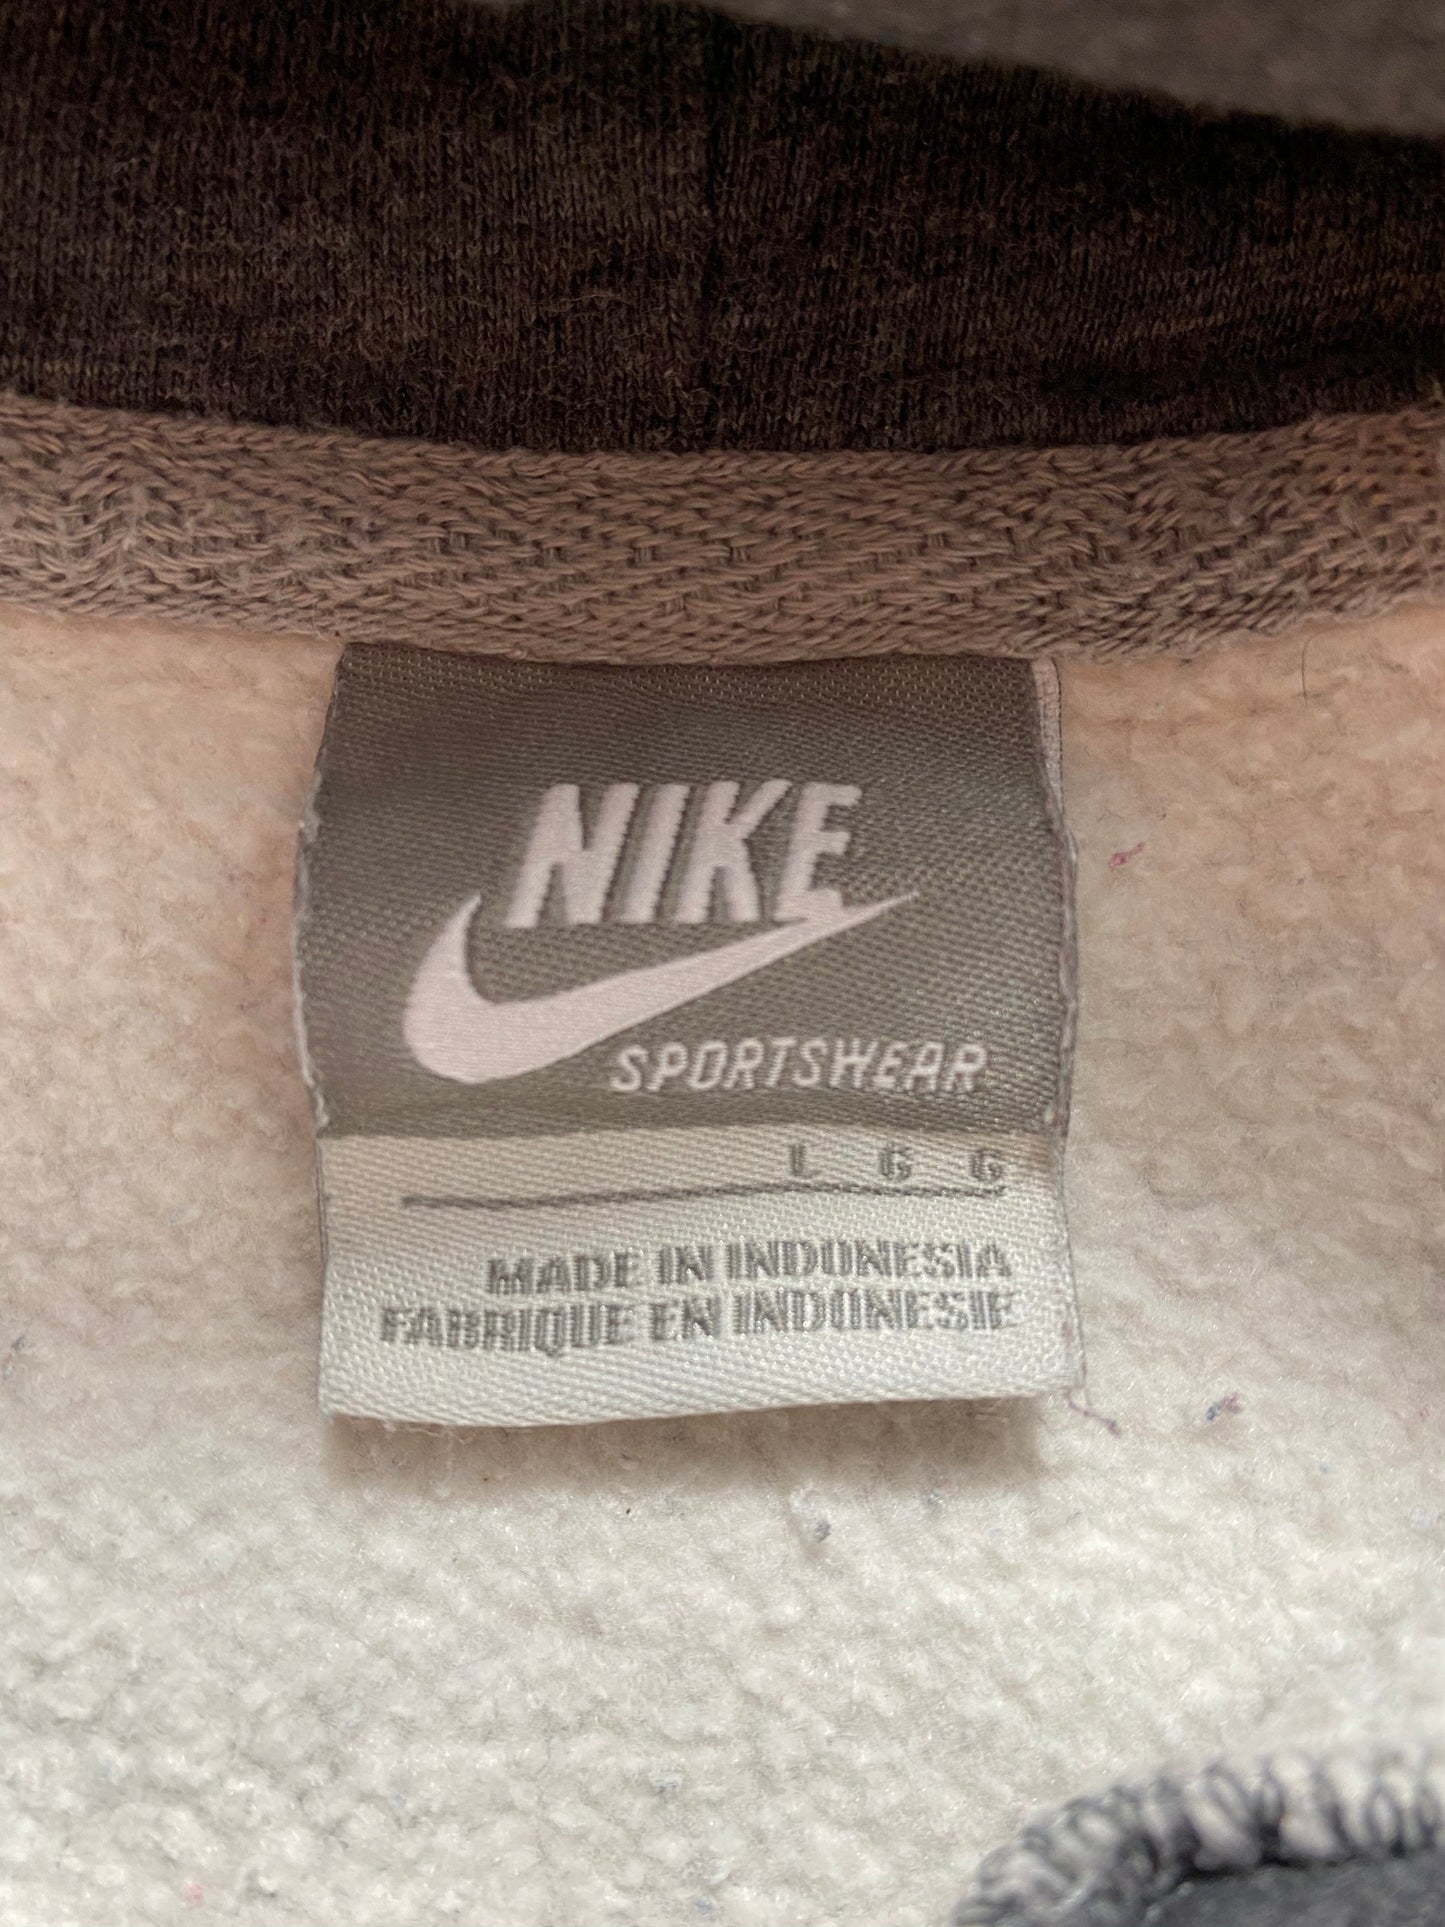 NIKE
SPORTSWEAR
L G G
MADE IN INDONESIA
FABRIQUE EN INDONESIE